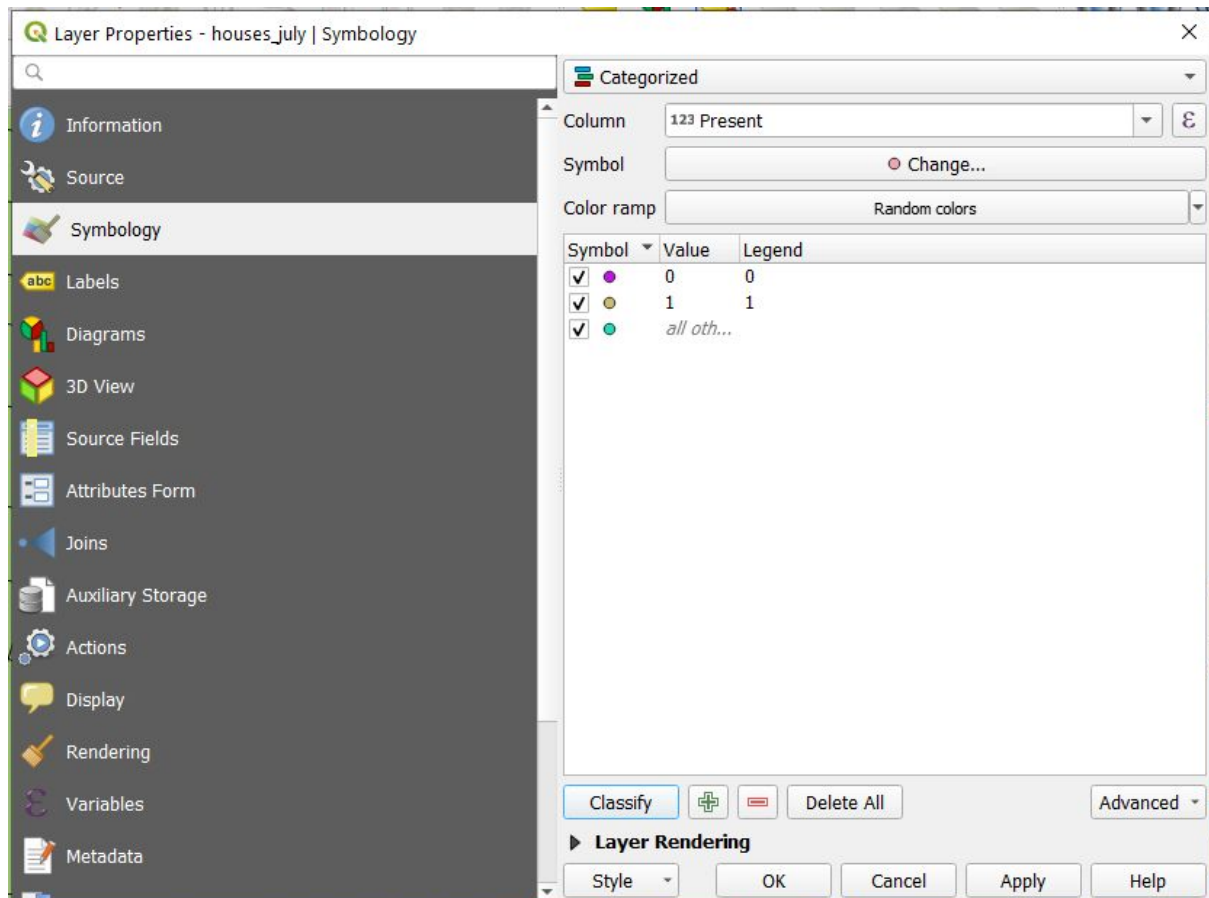 Layer Properties - houses_july | Symbology
Categorized
Information
Column 123 Present ε
Source
Symbol Change...
Symbology
Color ramp Random colors
Symbol Value Legend
abc Labels
0 0
1 1
all oth...
Diagrams
3D View
Source Fields
Attributes Form
Joins
Auxiliary Storage
Actions
Display
Rendering
Variables
Classify Delete All Advanced
Layer Rendering
Metadata
Style OK Cancel Apply Help